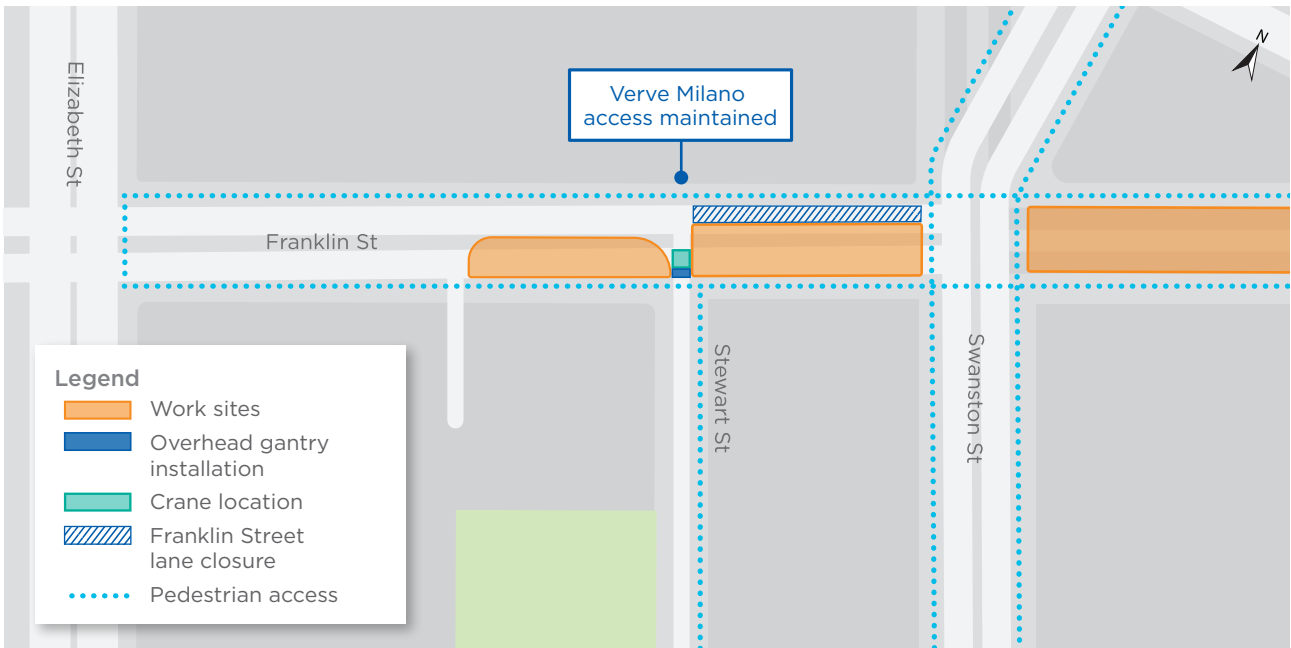 N
Verve Milano
access maintained
Elizabeth St
Franklin St
Stewart St
Swanston St
Legend
Work sites
Overhead gantry
installation
Crane location
Franklin Street
lane closure
Pedestrian access